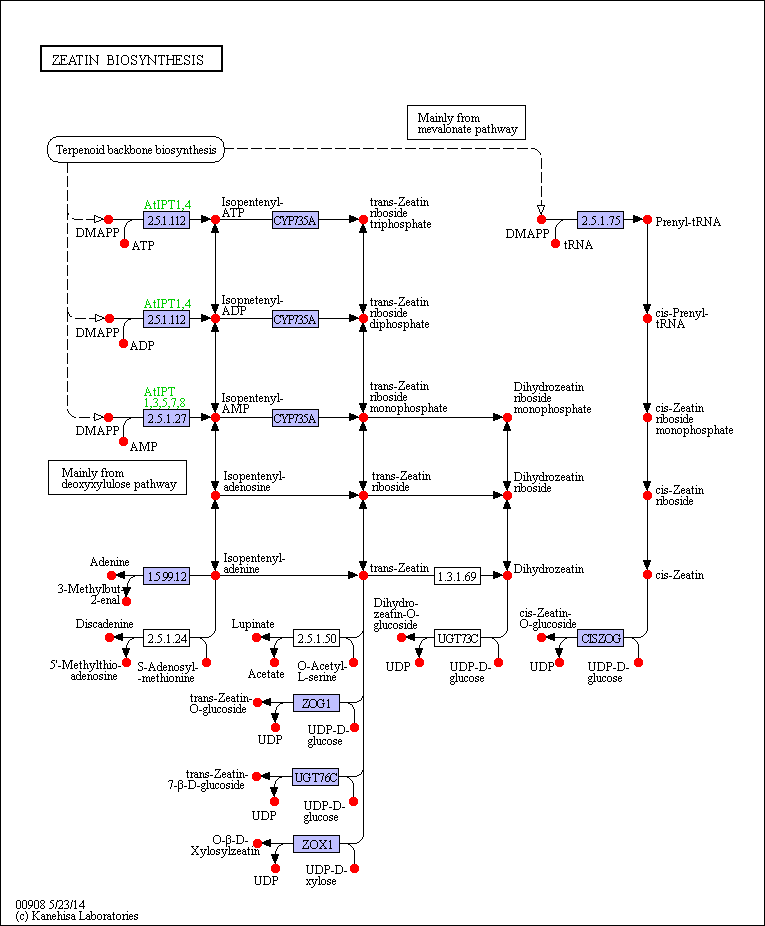 ZEATIN BIOSYNTHESIS
Mainly from
mevalonate pathway
Terpenoid backbone biosynthesis
AtIPT1,4
2.5.1.112
DMAPP
ATP
Isopentenyl-
ATP
CYP735A
trans-Zeatin
riboside
triphosphate
DMAPP
tRNA
2.5.1.75
Prenyl-tRNA
AtIPT1,4
2.5.1.112
DMAPP
ADP
Isopnetenyl-
ADP
CYP735A
trans-Zeatin
riboside
diphosphate
cis-Prenyl-
tRNA
AtIPT
1,3,5,7,8
2.5.1.27
DMAPP
AMP
Isopentenyl-
AMP
CYP735A
trans-Zeatin
riboside
monophosphate
Dihydrozeatin
riboside
monophosphate
cis-Zeatin
riboside
monophosphate
Mainly from
deoxyxylulose pathway
Isopentenyl-
adenosine
trans-Zeatin
riboside
Dihydrozeatin
riboside
cis-Zeatin
riboside
Adenine
3-Methylbut-
2-enal
1.5.99.12
Isopentenyl-
adenine
trans-Zeatin
1.3.1.69
Dihydrozeatin
cis-Zeatin
Discadenine
2.5.1.24
5'-Methylthio-
adenosine
S-Adenosyl-
-methionine
Lupinate
2.5.1.50
Acetate
O-Acetyl-
L-serine
Dihydro-
zeatin-O-
glucoside
UGT73C
UDP
UDP-D-
glucose
cis-Zeatin-
O-glucoside
CISZOG
UDP
UDP-D-
glucose
trans-Zeatin-
O-glucoside
ZOG1
UDP
UDP-D-
glucose
trans-Zeatin-
7-β-D-glucoside
UGT76C
UDP
UDP-D-
glucose
O-β-D-
Xylosylzeatin
ZOX1
UDP
UDP-D-
xylose
00908 5/23/14
(c) Kanehisa Laboratories